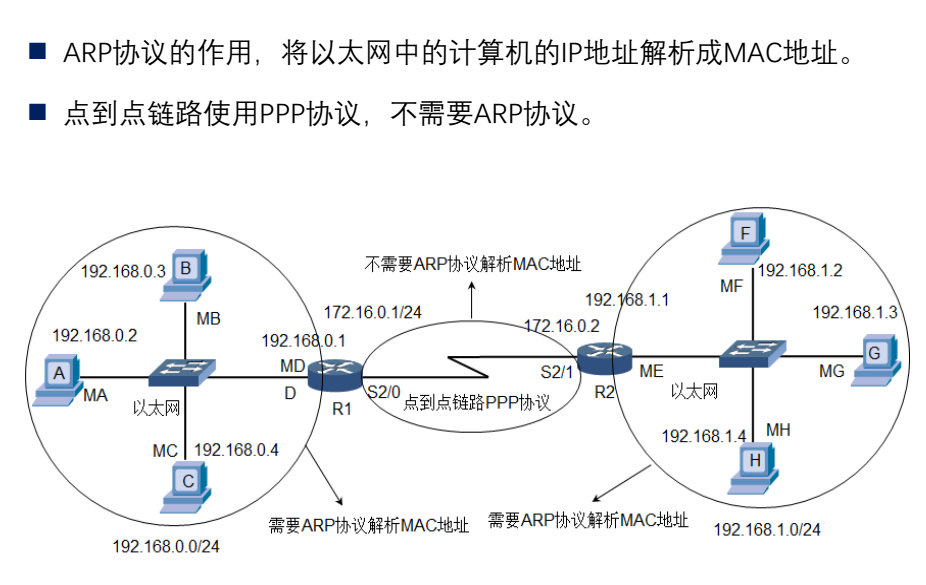 ARP协议的作用，将以太网中的计算机的IP地址解析成MAC地址。
点到点链路使用PPP协议，不需要ARP协议。
F
不需要ARP协议解析MAC地址
B
192.168.0.3
192.168.1.2
MF
192.168.1.1
MB
172.16.0.1/24
192.168.1.3
192.168.0.2
192.168.0.1
172.16.0.2
G
A
MD
S2/1
ME
MG
MA
D
S2/0
R2
以太网
以太网
R1
点到点链路PPP协议
MC
192.168.0.4
192.168.1.4
MH
H
C
需要ARP协议解析MAC地址
需要ARP协议解析MAC地址
192.168.1.0/24
192.168.0.0/24